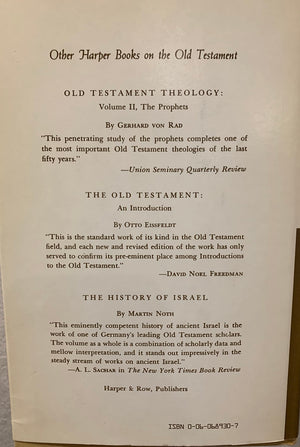 Other Harper Books on the Old Testament
OLD TESTAMENT THEOLOGY:
Volume II, The Prophets
By Gerhard von Rad
"This penetrating study of the prophets completes one of
the most important Old Testament theologies of the last
fifty years."
—Union Seminary Quarterly Review
THE OLD TESTAMENT:
An Introduction
By Otto Eissfeldt
"This is the standard work of its kind in the Old Testament
field, and each new and revised edition of the work has only
served to confirm its pre-eminent place among Introductions
to the Old Testament."
—David Noel Freedman
THE HISTORY OF ISRAEL
By Martin Noth
"This eminently competent history of ancient Israel is the
work of one of Germany's leading Old Testament scholars.
The volume as a whole is a combination of scholarly data and
mellow interpretation, and it stands out impressively in the
steady stream of works on ancient Israel."
—A. L. Sachar in The New York Times Book Review
Harper & Row, Publishers
ISBN 0-06-068930-7